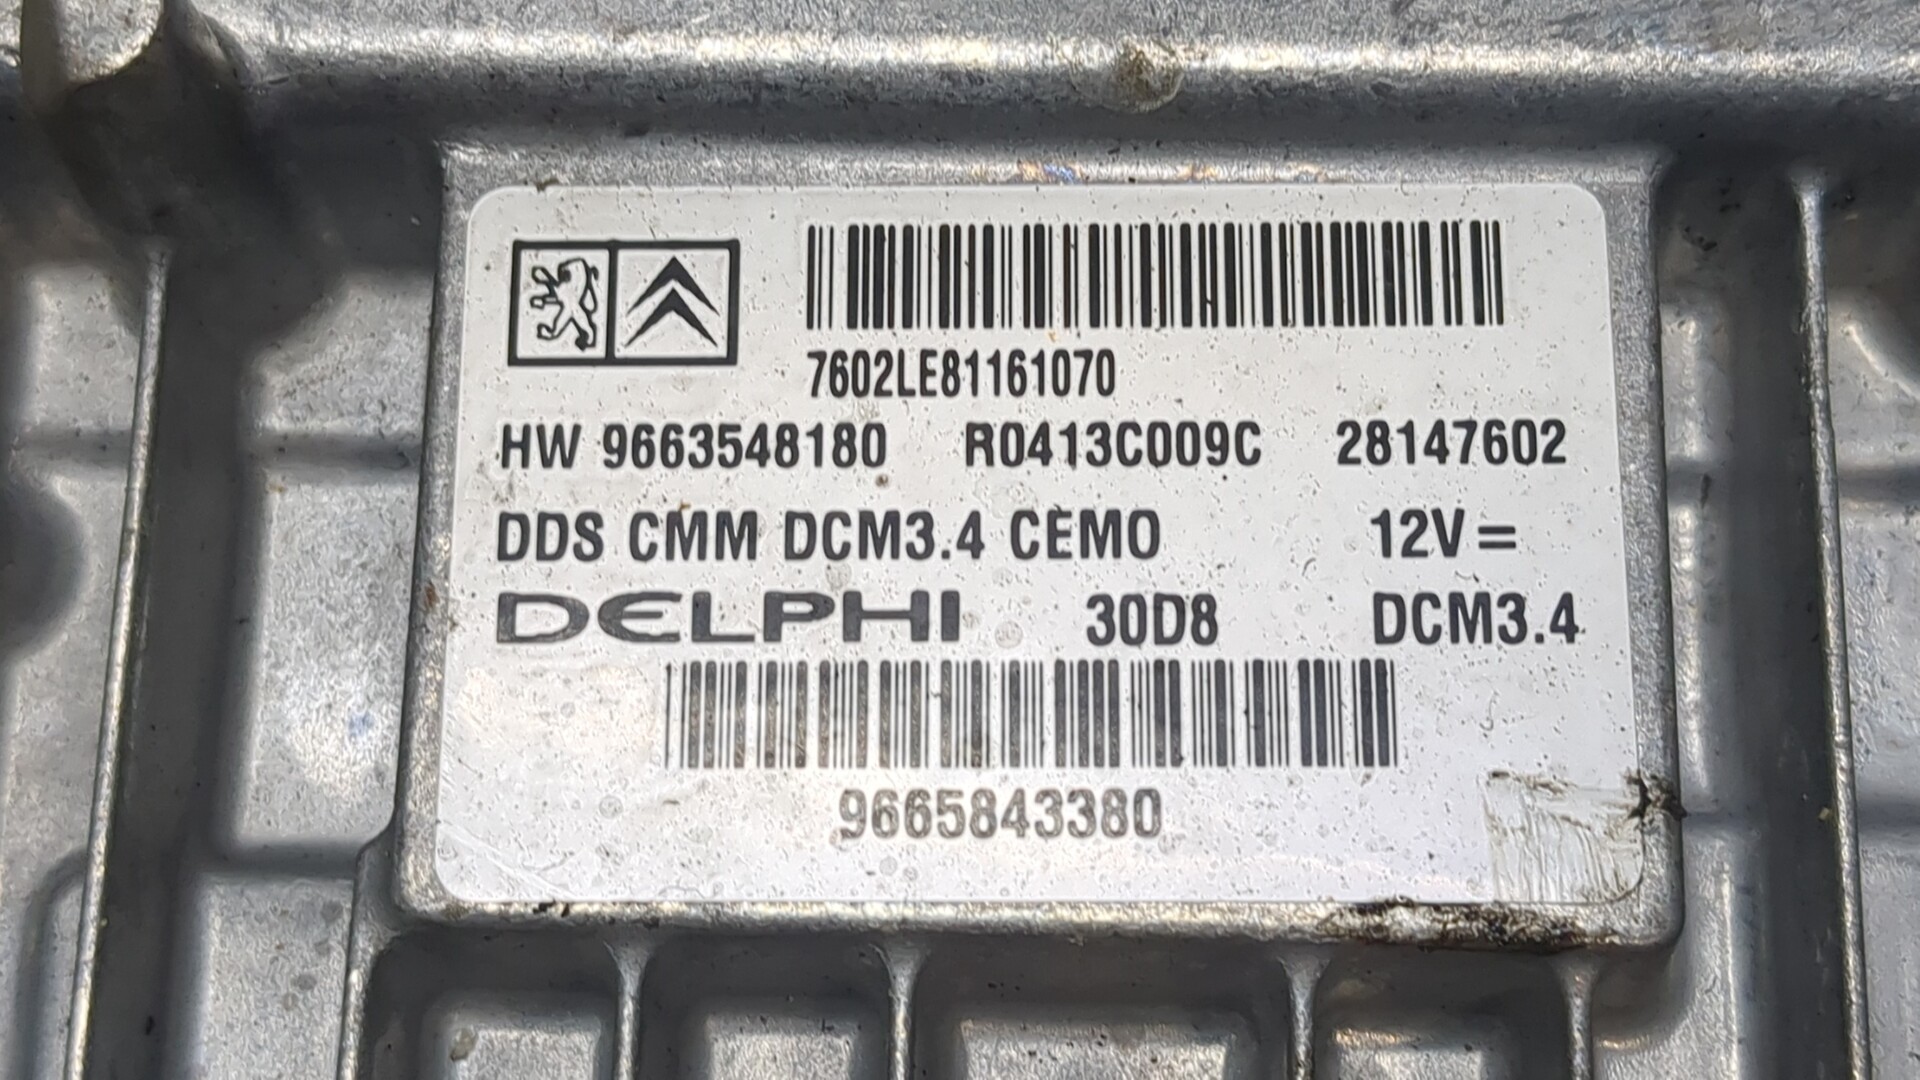 7602LE81161070
HW 9663548180 R0413C009C 28147602
DDS CMM DCM3.4 CEMO 12V =
DELPHI 30D8 DCM3.4
9665843380